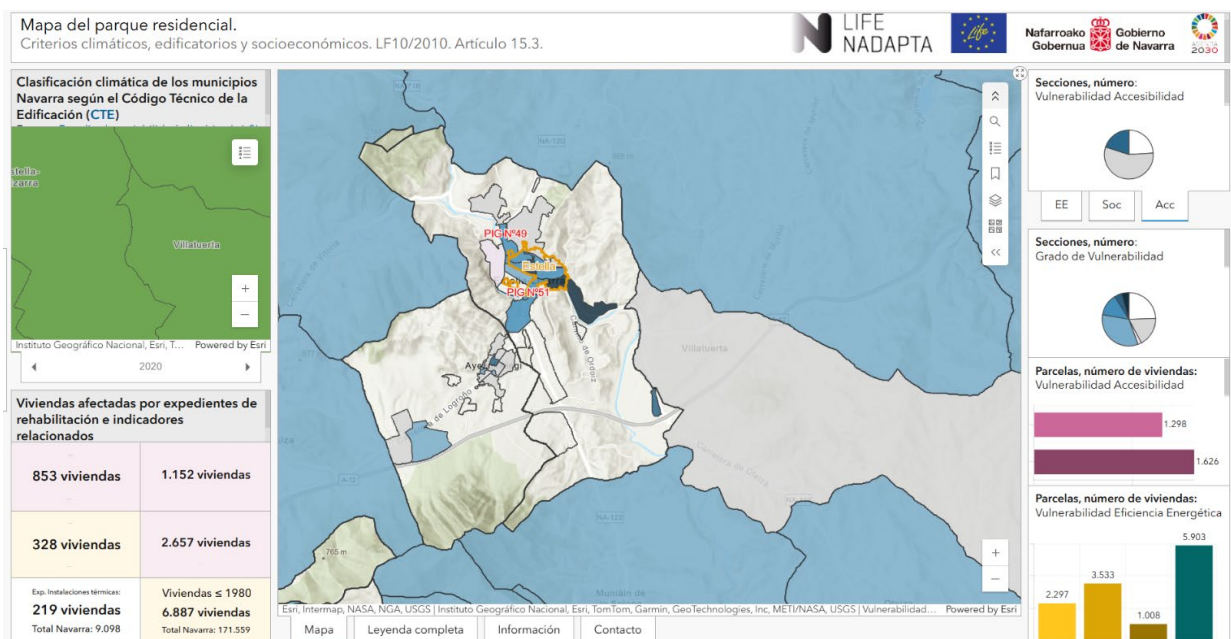 Mapa del parque residencial.
Criterios climáticos, edificatorios y socioeconómicos. LF10/2010. Artículo 15.3.
LIFE
NADAPTA
Life
Nafarroako
Gobernua
Gobierno
de Navarra
2030
Clasificación climática de los municipios
Navarra según el Código Técnico de la
Edificación (CTE)
Villatuerta
Instituto Geográfico Nacional, Esri, T... Powered by Esri
2020
Viviendas afectadas por expedientes de
rehabilitación e indicadores
relacionados
853 viviendas
1.152 viviendas
328 viviendas
2.657 viviendas
Exp. Instalaciones térmicas:
219 viviendas
Total Navarra: 9.098
Viviendas ≤ 1980
6.887 viviendas
Total Navarra: 171.559
NA-120
PIG Nº49
Estella
PIG Nº51
Camino de Ordoiz
Villatuerta
NA-122
765 m
Esri, Intermap, NASA, NGA, USGS | Instituto Geográfico Nacional, Esri, TomTom, Garmin, GeoTechnologies, Inc, METI/NASA, USGS | Vulnerabilidad... Powered by Esri
Mapa
Leyenda completa
Información
Contacto
Secciones, número:
Vulnerabilidad Accesibilidad
EE
Soc
Acc
Secciones, número:
Grado de Vulnerabilidad
Parcelas, número de viviendas:
Vulnerabilidad Accesibilidad
1.298
1.626
Parcelas, número de viviendas:
Vulnerabilidad Eficiencia Energética
5.903
3.533
2.297
1.008